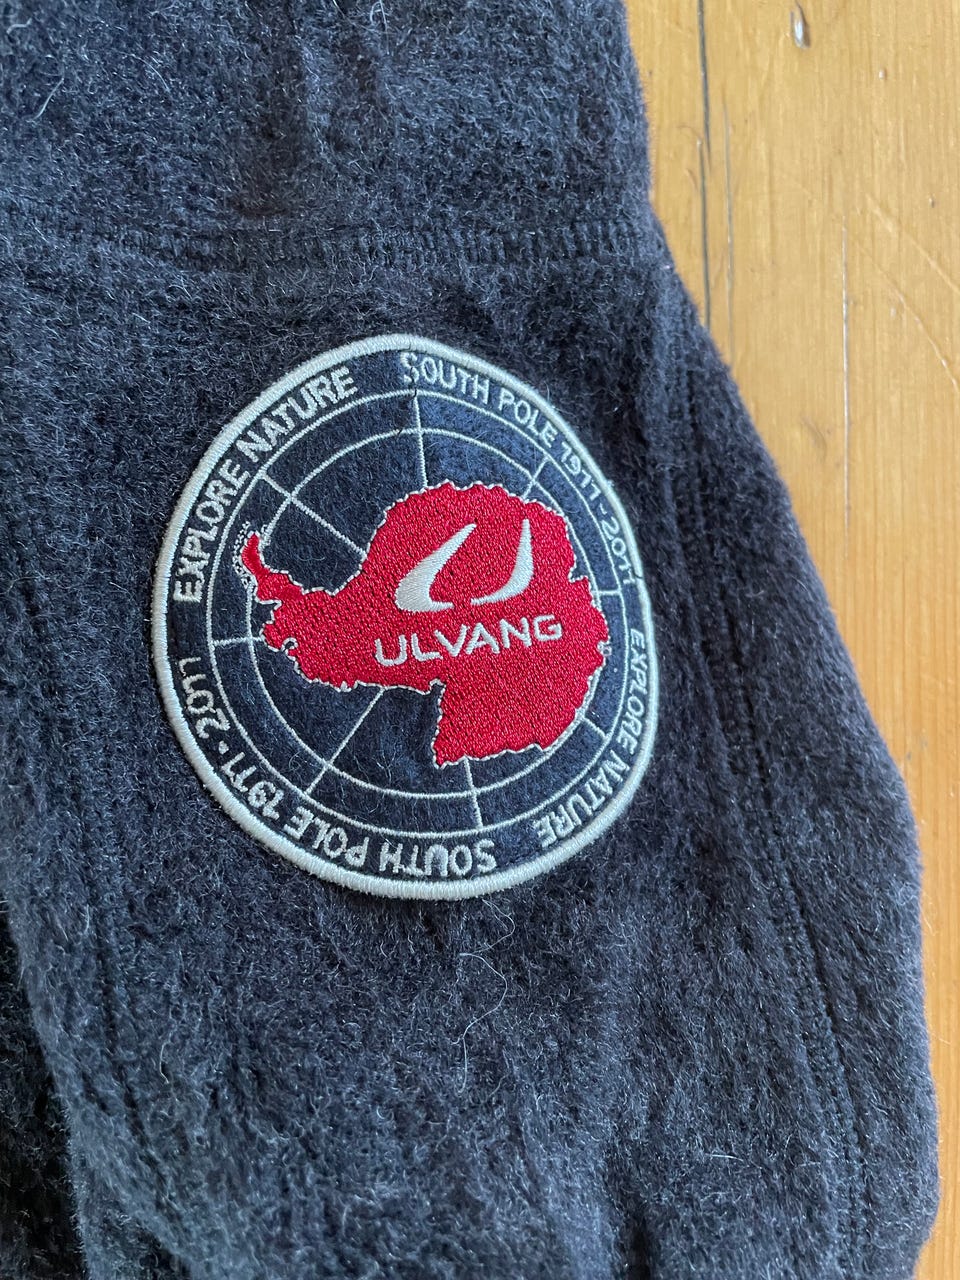 EXPLORE NATURE
SOUTH POLE 1911 - 2011
EXPLORE NATURE
SOUTH POLE 1911 - 2011
ULVANG